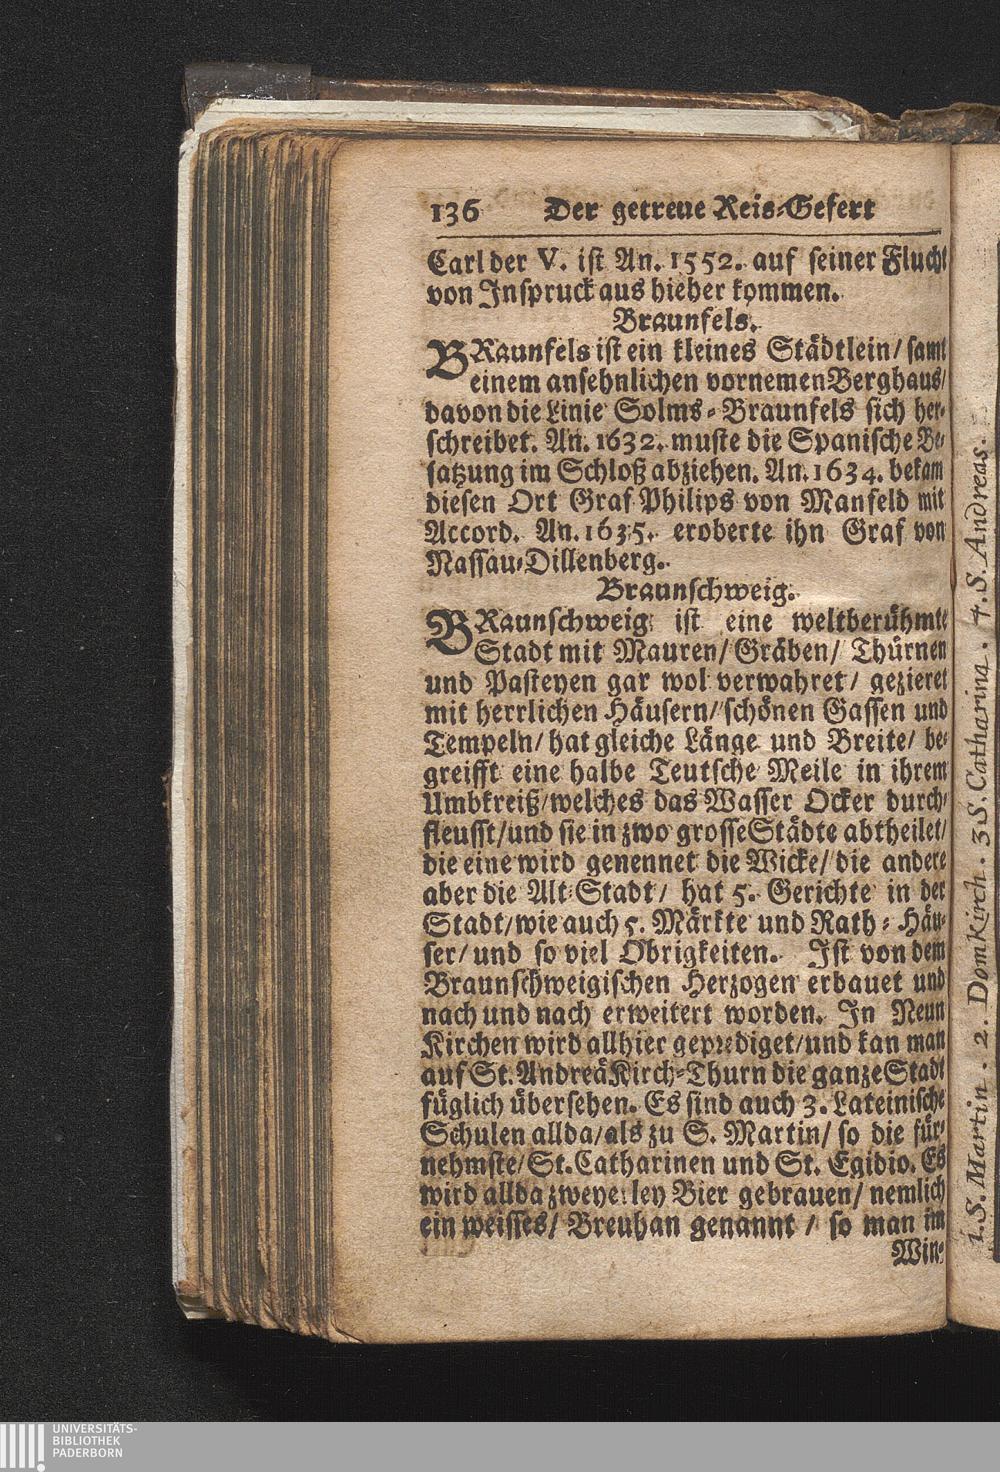 136 Der getreue Reis-Gefert
Carl der V. ist An. 1552. auf seiner Flucht
von Inspruck aus hieher kommen.
Braunfels.
BRaunfels ist ein kleines Städtlein/ samt
einem ansehnlichen vornemen Berghaus/
davon die Linie Solms-Braunfels sich her-
schreibet. An. 1632. muste die Spanische Be-
satzung im Schloß abziehen. An. 1634. bekam
diesen Ort Graf Philips von Manfeld mit
Accord. An. 1635. eroberte ihn Graf von
Nassau-Dillenberg.
Braunschweig.
BRaunschweig ist eine weltberühmte
Stadt mit Mauren/ Gräben/ Thürnen
und Pasteyen gar wol verwahret/ gezieret
mit herrlichen Häusern/ schönen Gassen und
Tempeln/ hat gleiche Länge und Breite/ be-
greifft eine halbe Teutsche Meile in ihrem
Umbkreiß/ welches das Wasser Ocker durch-
fleusst/ und sie in zwo grosse Städte abtheilet/
die eine wird genennet die Wicke/ die andere
aber die Alt-Stadt/ hat 5. Gerichte in der
Stadt/ wie auch 5. Märkte und Rath-Häu-
ser/ und so viel Obrigkeiten. Ist von dem
Braunschweigischen Herzogen erbauet und
nach und nach erweitert worden. In Neun
Kirchen wird allhier geprediget/ und kan man
auf St. Andreä Kirch-Thurn die ganze Stadt
füglich übersehen. Es sind auch 3. Lateinische
Schulen allda/ als zu S. Martin/ so die für-
nehmste/ St. Catharinen und St. Egidio. Es
wird allda zweyerley Bier gebrauen/ nemlich
ein weisses/ Breuhan genannt / so man im
Win-
1. S. Martin. 2. Domkirch. 3 S. Catharina. 4. S. Andreas.
UNIVERSITÄTS-
BIBLIOTHEK
PADERBORN